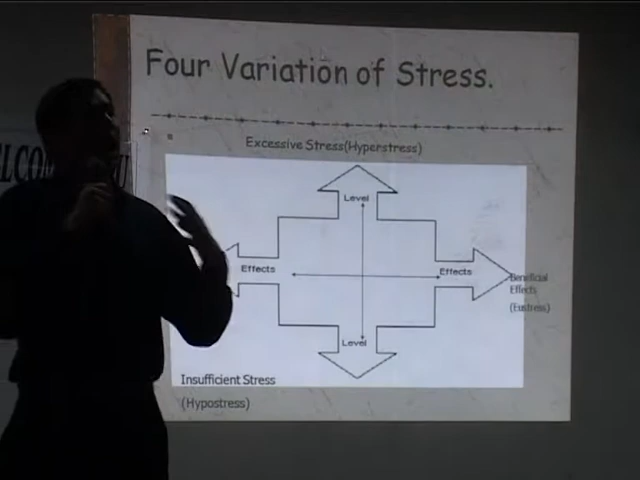 Four Variation of Stress.
Excessive Stress(Hyperstress)
Level
Effects
Effects
Beneficial
Effects
(Eustress)
Level
Insufficient Stress
(Hypostress)